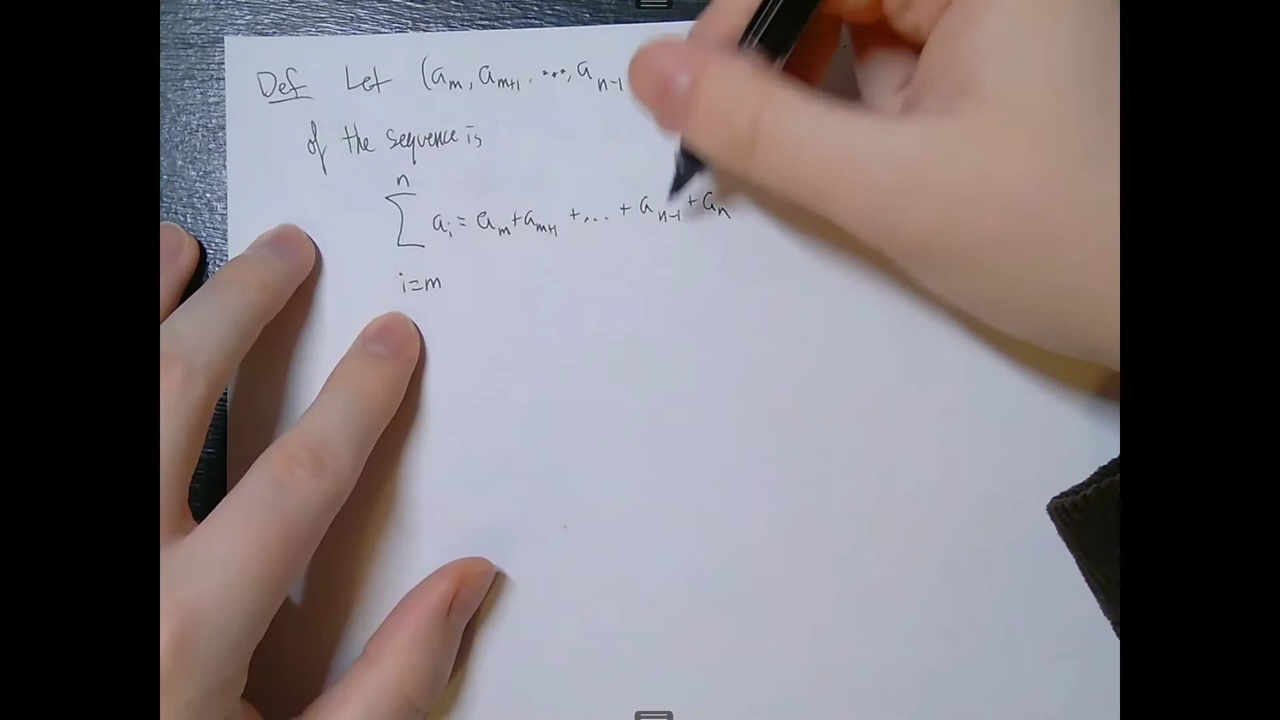 Def Let (aₘ, aₘ₊₁, ..., aₙ₋₁
of the sequence is
n
∑ aᵢ = aₘ + aₘ₊₁ + ... + aₙ₋₁ + aₙ
i=m